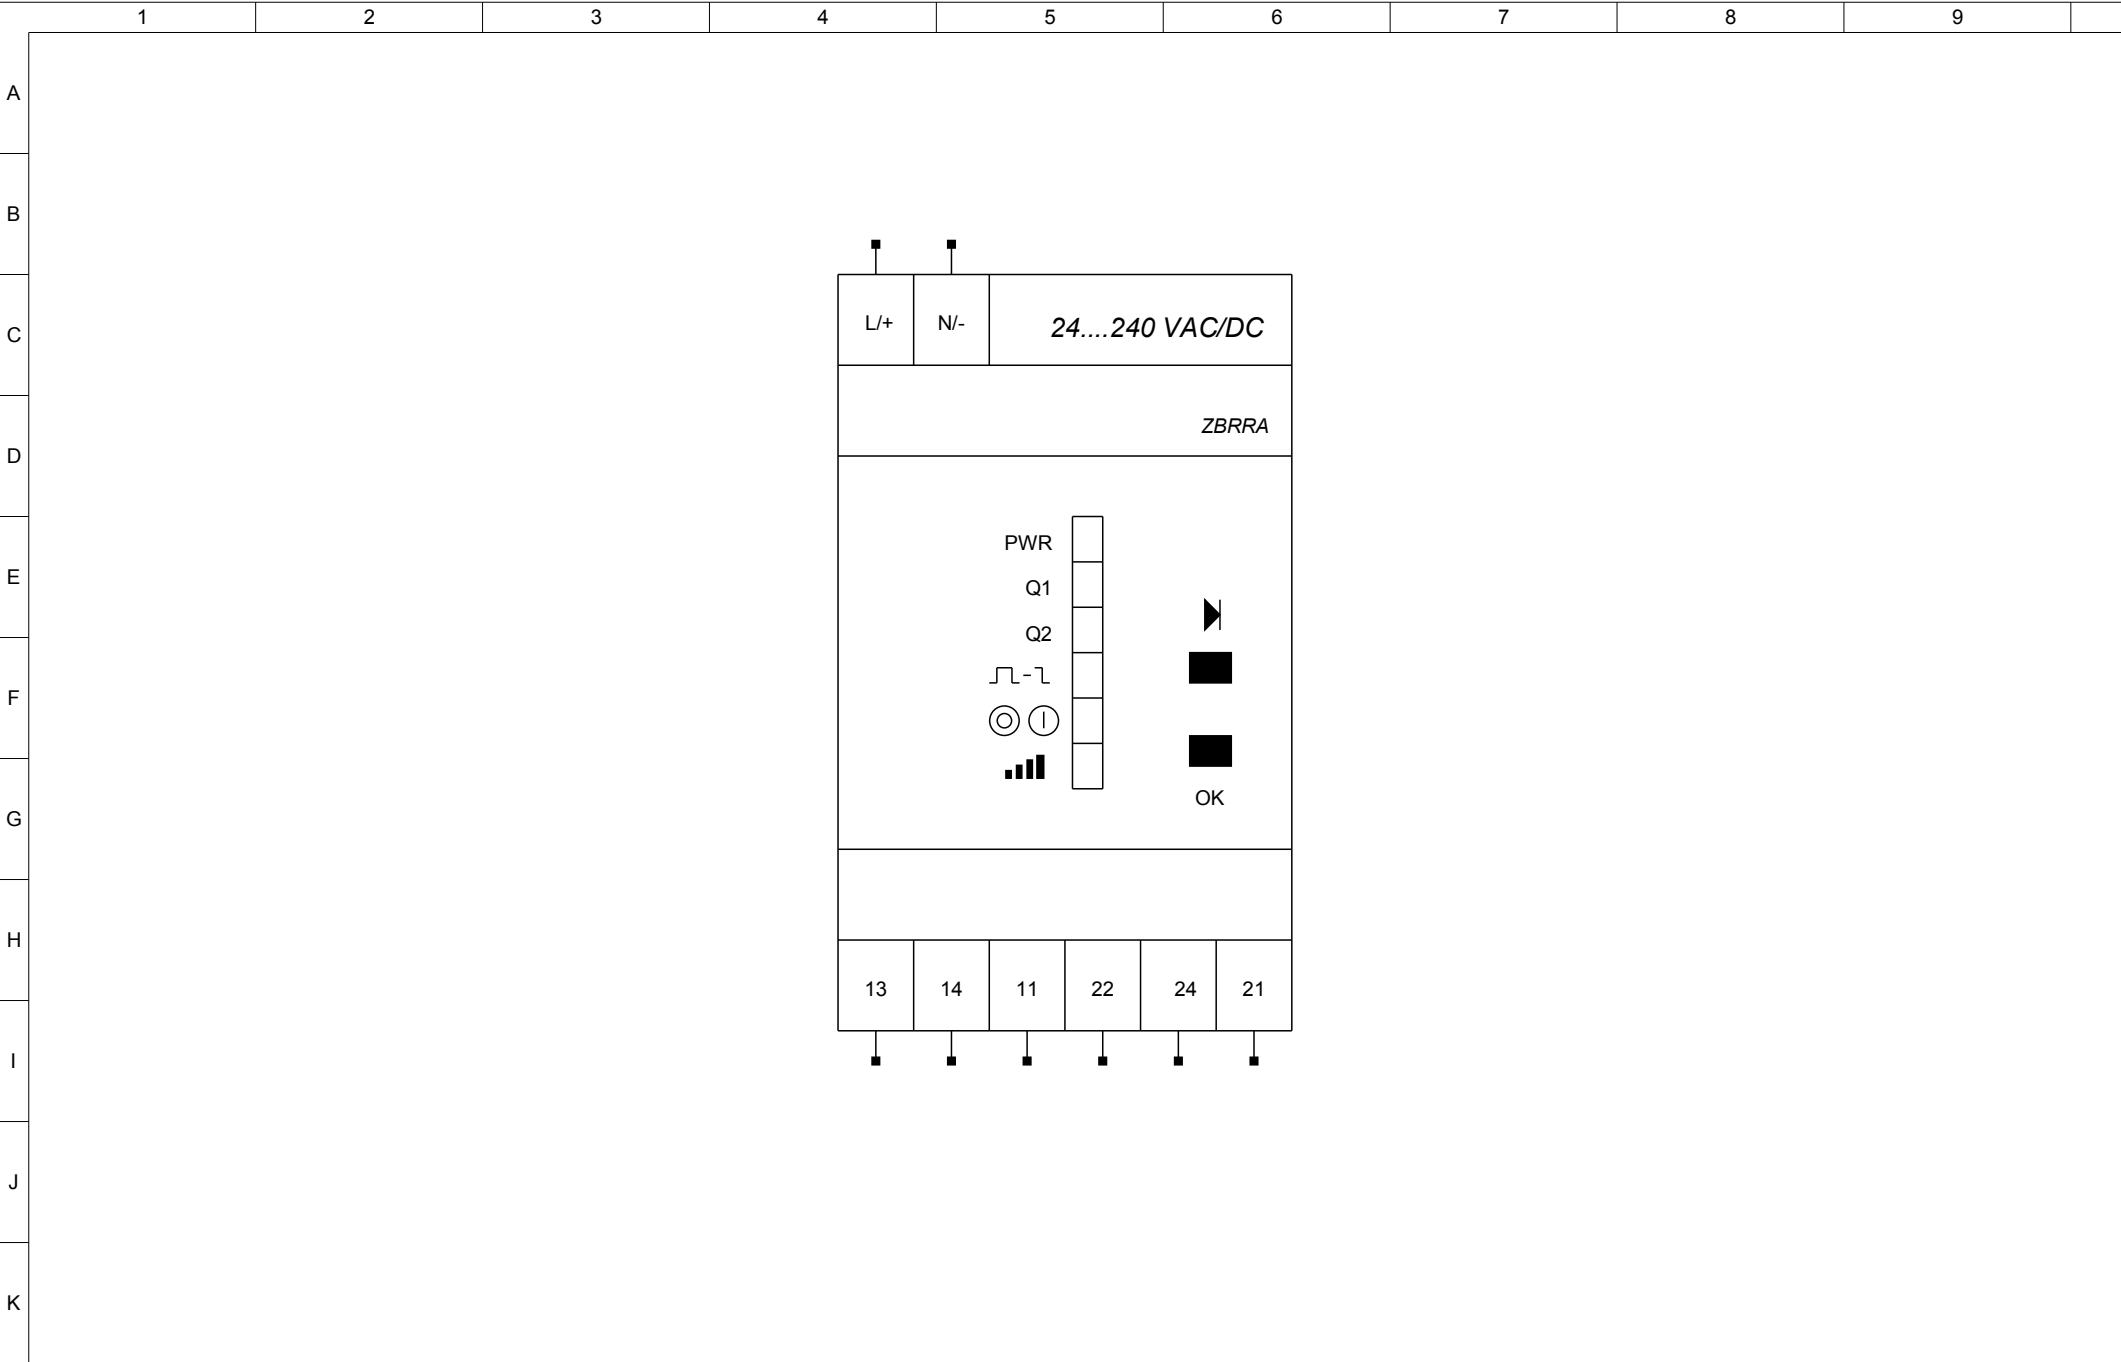 1 2 3 4 5 6 7 8 9
A
B
L/+ N/- 24....240 VAC/DC
C
ZBRRA
D
PWR
E
Q1
Q2
F
G
OK
H
13 14 11 22 24 21
I
J
K